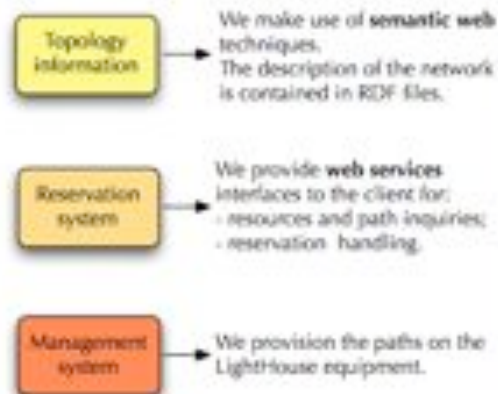 Topology
information
We make use of semantic web
techniques.
The description of the network
is contained in RDF files.
Reservation
system
We provide web services
interfaces to the client for:
- resources and path inquiries;
- reservation handling.
Management
system
We provision the paths on the
LightHouse equipment.